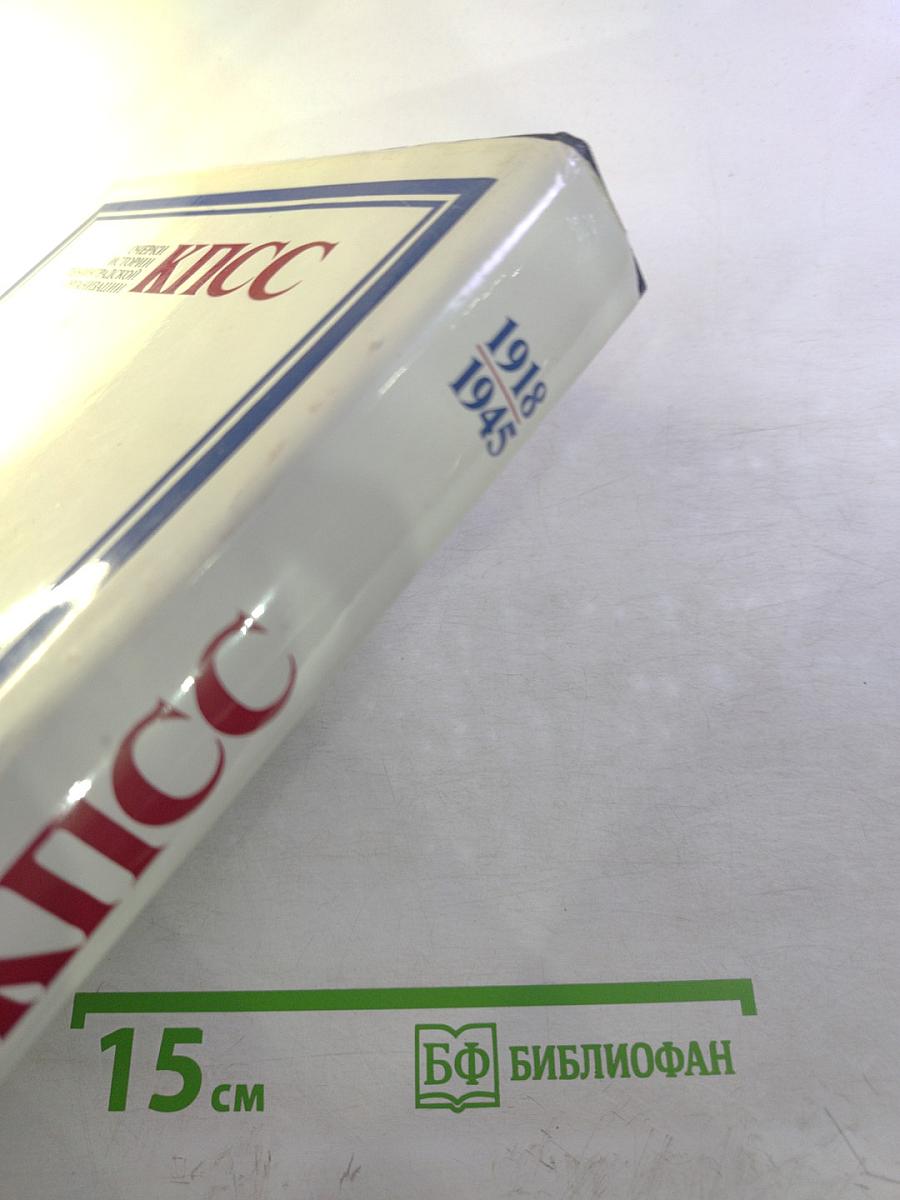 ОЧЕРКИ
ИСТОРИИ
ЛЕНИНГРАДСКОЙ
ОРГАНИЗАЦИИ
КПСС
1918
1945
КПСС
15 см
БФ БИБЛИОФАН